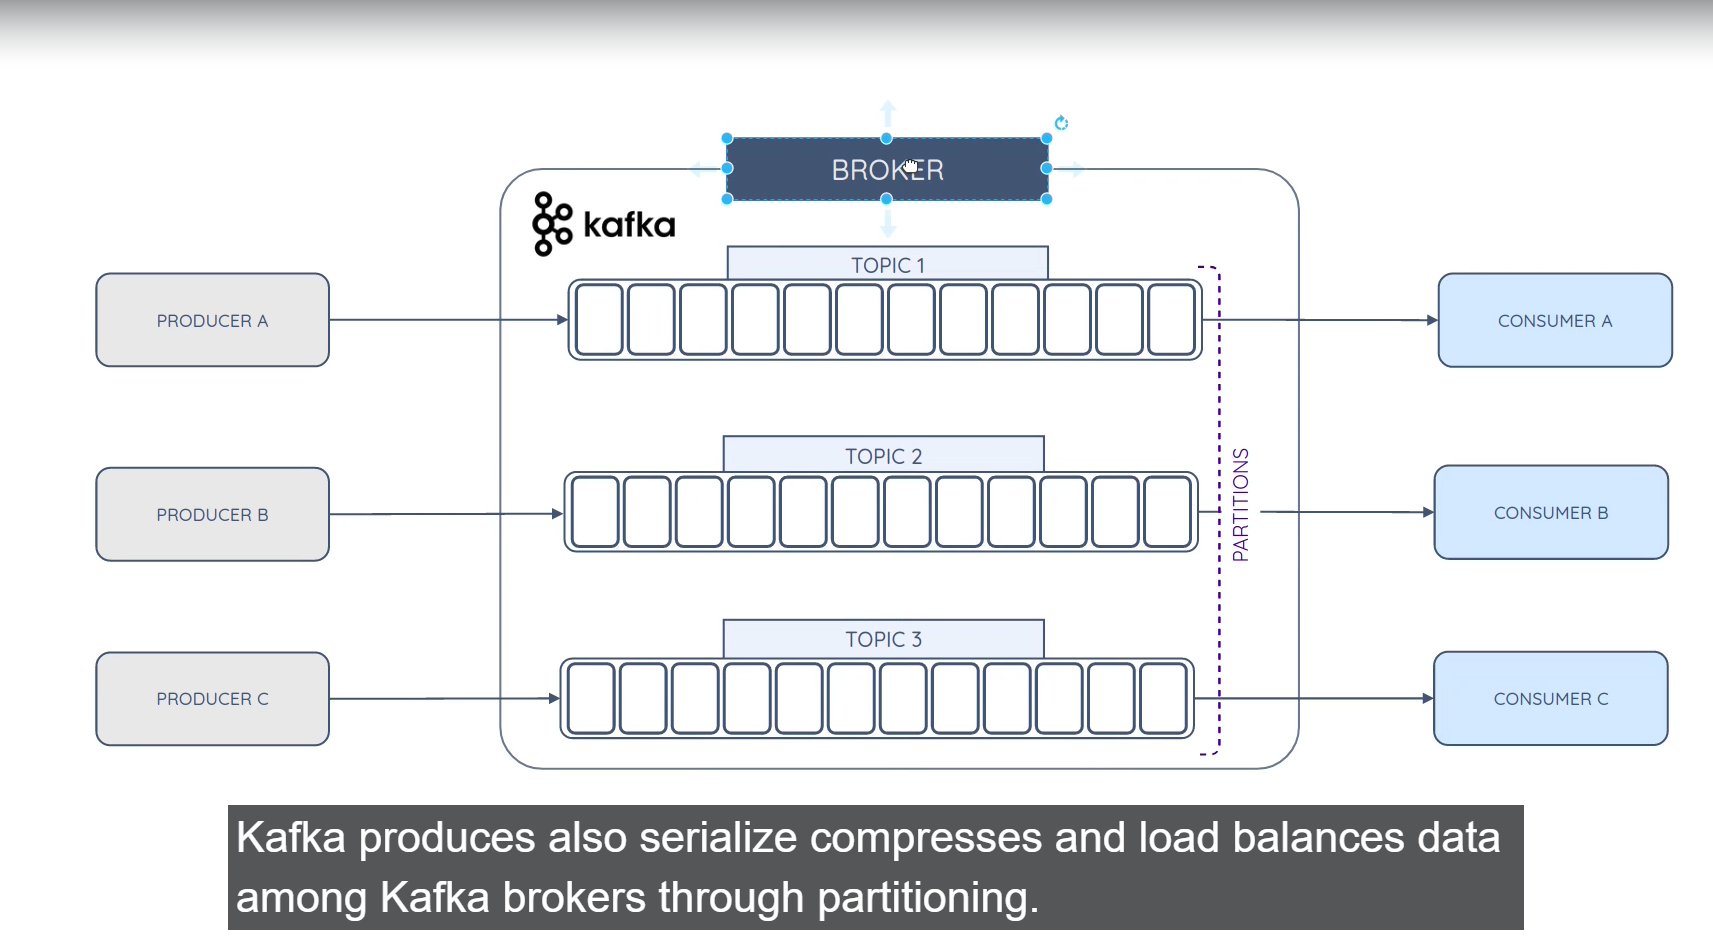 BROKER
kafka
TOPIC 1
PRODUCER A
CONSUMER A
TOPIC 2
PRODUCER B
PARTITIONS
CONSUMER B
TOPIC 3
PRODUCER C
CONSUMER C
Kafka produces also serialize compresses and load balances data
among Kafka brokers through partitioning.